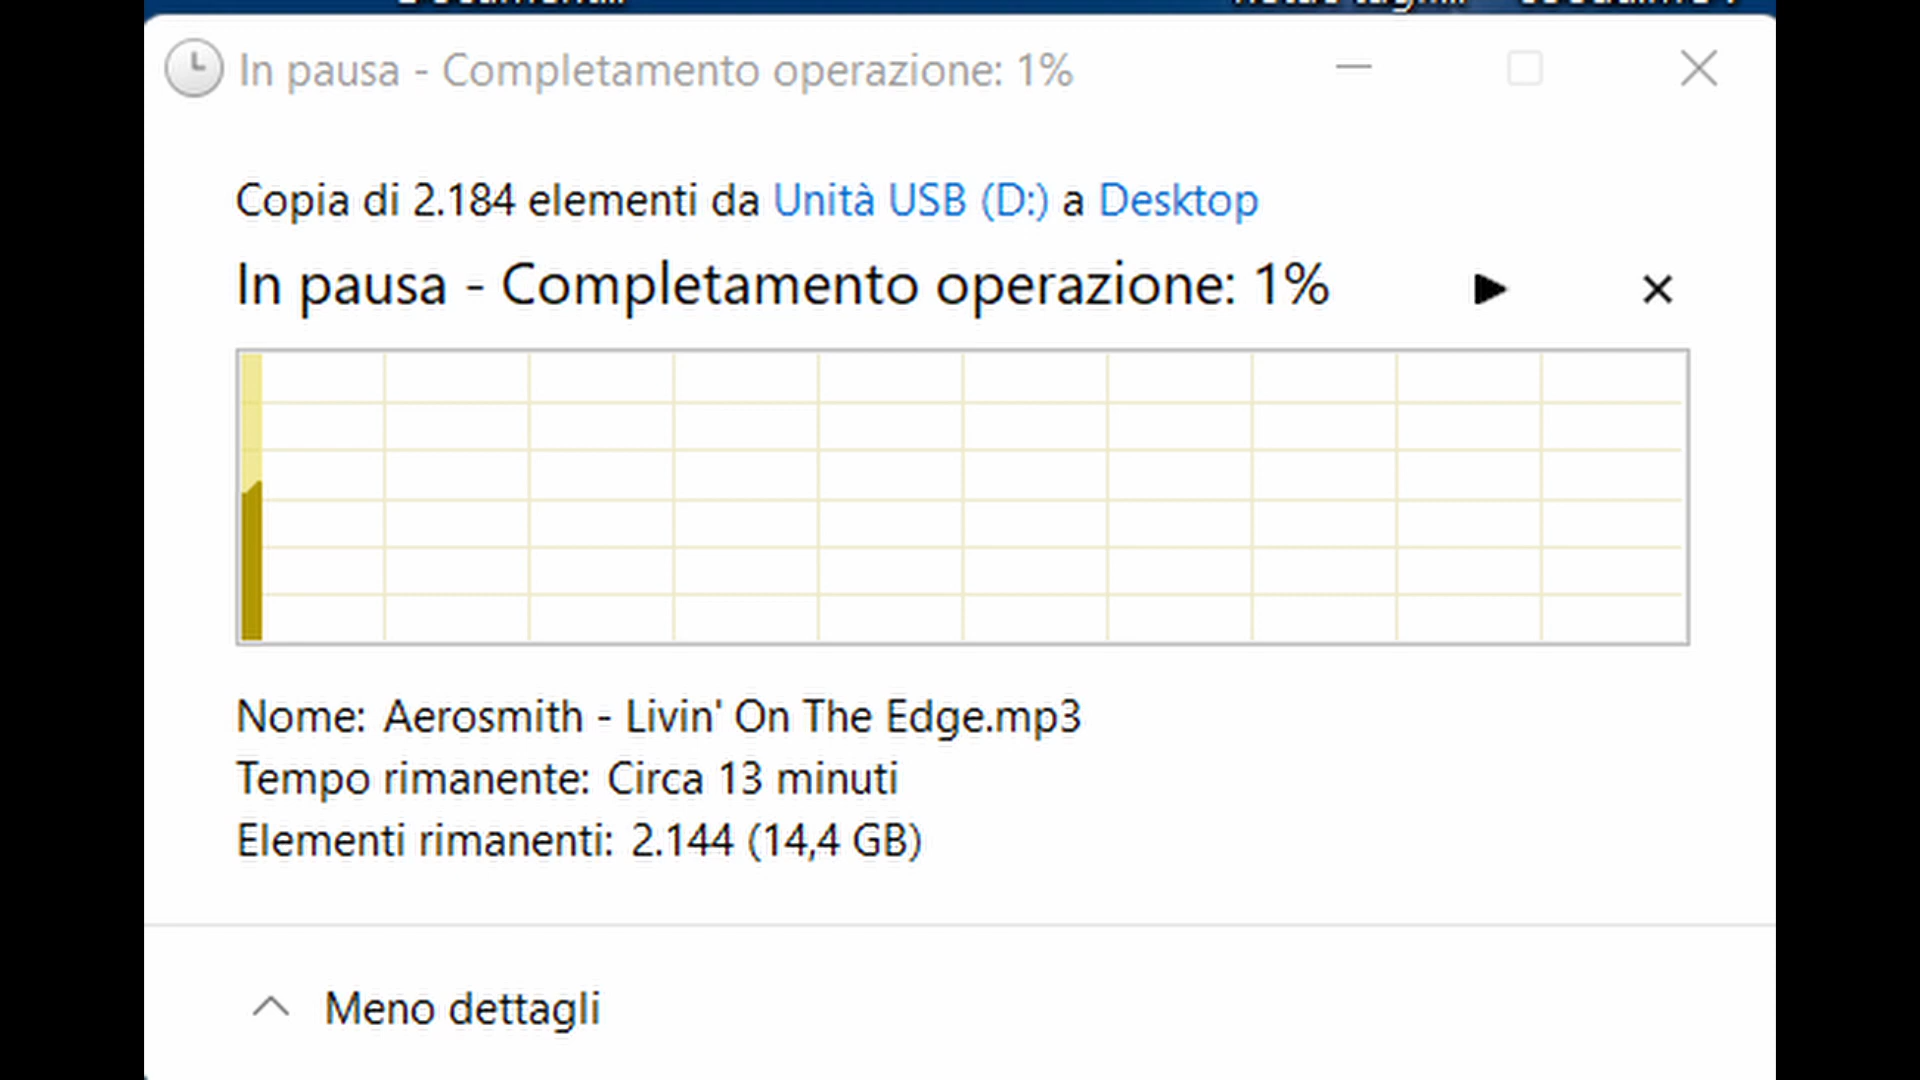 In pausa - Completamento operazione: 1%
Copia di 2.184 elementi da Unità USB (D:) a Desktop
In pausa - Completamento operazione: 1%
Nome: Aerosmith - Livin' On The Edge.mp3
Tempo rimanente: Circa 13 minuti
Elementi rimanenti: 2.144 (14,4 GB)
Meno dettagli